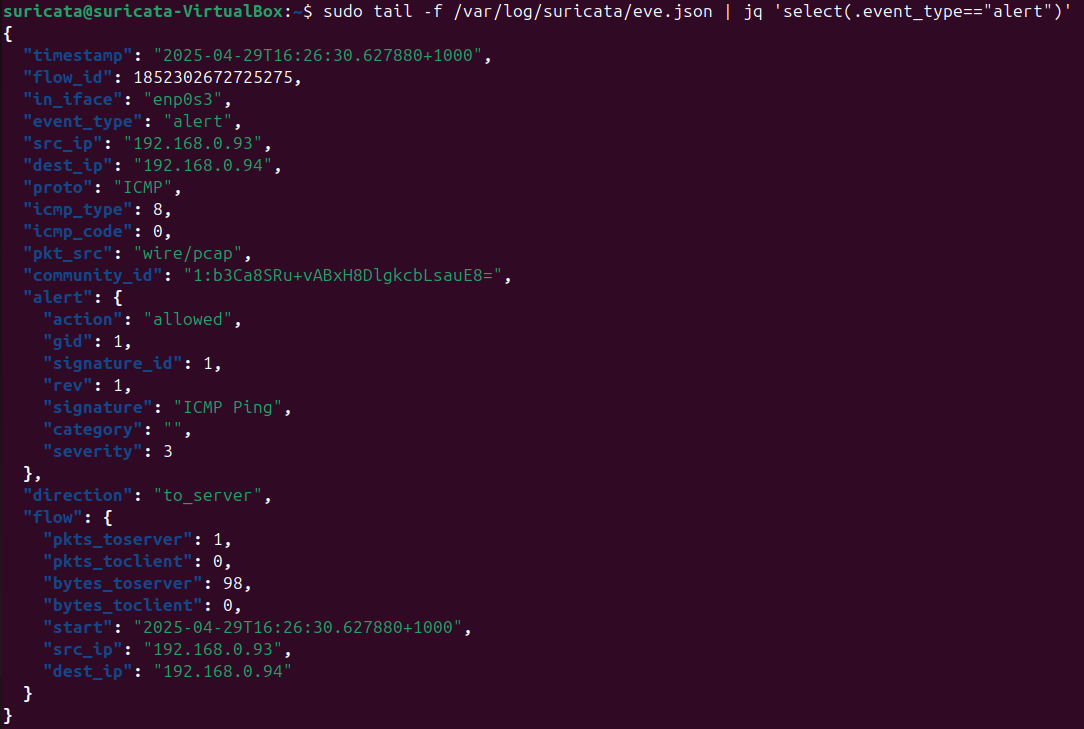 suricata@suricata-VirtualBox:~$ sudo tail -f /var/log/suricata/eve.json | jq 'select(.event_type=="alert")'
{
  "timestamp": "2025-04-29T16:26:30.627880+1000",
  "flow_id": 1852302672725275,
  "in_iface": "enp0s3",
  "event_type": "alert",
  "src_ip": "192.168.0.93",
  "dest_ip": "192.168.0.94",
  "proto": "ICMP",
  "icmp_type": 8,
  "icmp_code": 0,
  "pkt_src": "wire/pcap",
  "community_id": "1:b3Ca8SRu+vABxH8DlgkcbLsauE8=",
  "alert": {
    "action": "allowed",
    "gid": 1,
    "signature_id": 1,
    "rev": 1,
    "signature": "ICMP Ping",
    "category": "",
    "severity": 3
  },
  "direction": "to_server",
  "flow": {
    "pkts_toserver": 1,
    "pkts_toclient": 0,
    "bytes_toserver": 98,
    "bytes_toclient": 0,
    "start": "2025-04-29T16:26:30.627880+1000",
    "src_ip": "192.168.0.93",
    "dest_ip": "192.168.0.94"
  }
}